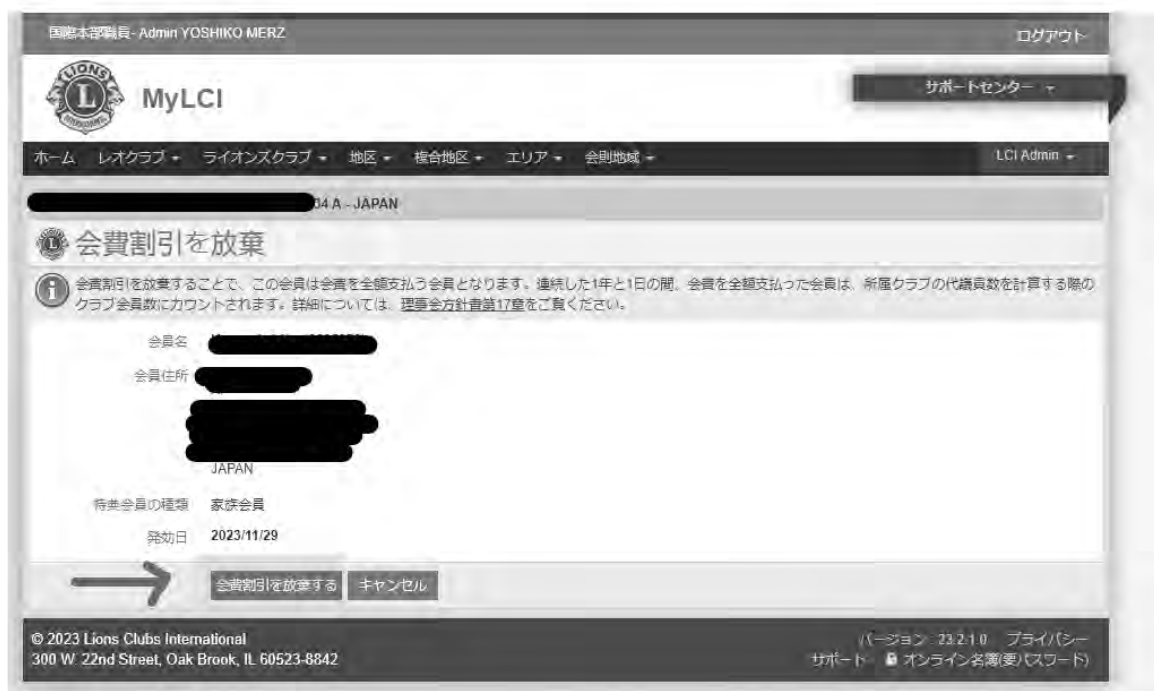 国際本部職員- Admin YOSHIKO MERZ
ログアウト
LIONS
L
INTERNATIONAL
MyLCI
サポートセンター
ホーム レオクラブ ライオンズクラブ 地区 複合地区 エリア 会則地域 LCI Admin
A - JAPAN
会費割引を放棄
会費割引を放棄することで、この会員は会費を全額支払う会員となります。連続した1年と1日の間、会費を全額支払った会員は、所属クラブの代議員数を計算する際の
クラブ会員数にカウントされます。詳細については、理事会方針書第17章をご覧ください。
会員名
会員住所
JAPAN
特典会員の種類 家族会員
発効日 2023/11/29
会費割引を放棄する キャンセル
© 2023 Lions Clubs International
300 W. 22nd Street, Oak Brook, IL 60523-8842
バージョン 23.2.1.0 プライバシー
サポート オンライン名簿(要パスワード)